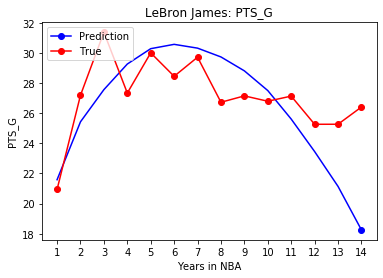 LeBron James: PTS_G
Prediction
True
PTS_G
32
30
28
26
24
22
20
18
1 2 3 4 5 6 7 8 9 10 11 12 13 14
Years in NBA